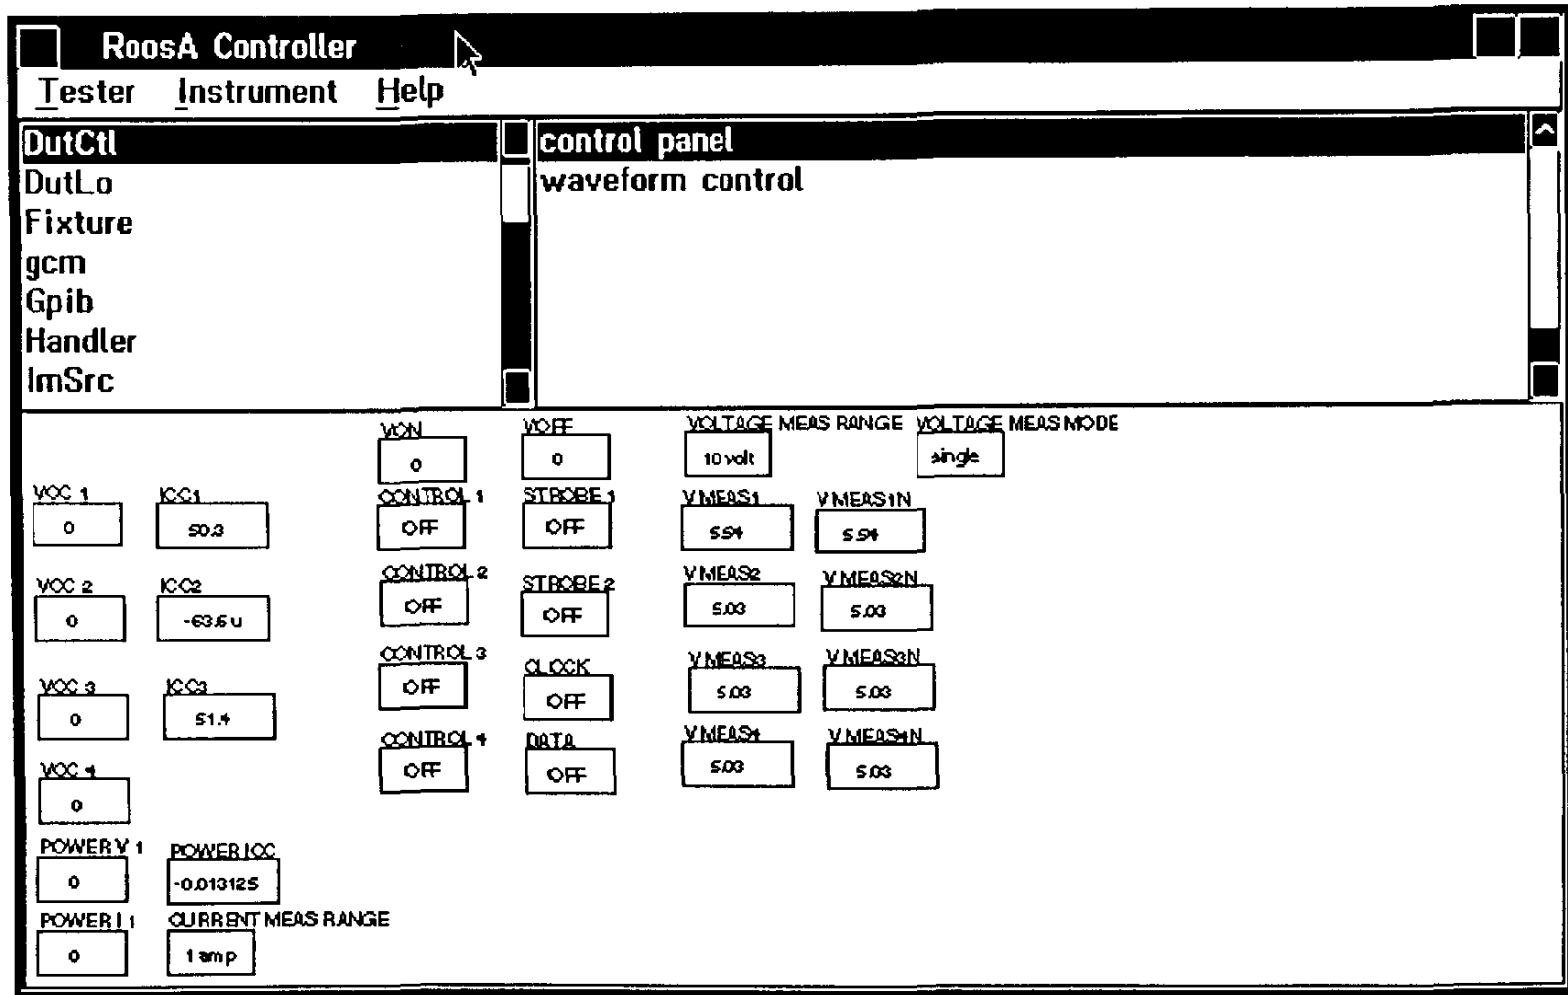 RoosA Controller
Tester Instrument Help
DutCtl
DutLo
Fixture
gcm
Gpib
Handler
ImSrc
control panel
waveform control
VON VOFF VOLTAGE MEAS RANGE VOLTAGE MEAS MODE
0 0 10 volt single
VCC 1 ICC1 CONTROL 1 STROBE 1 V MEAS1 V MEAS1N
0 50.3 OFF OFF 5.94 5.94
VCC 2 ICC2 CONTROL 2 STROBE 2 V MEAS2 V MEAS2N
0 -63.6 u OFF OFF 5.03 5.03
VCC 3 ICC3 CONTROL 3 CLOCK V MEAS3 V MEAS3N
0 51.4 OFF OFF 5.03 5.03
VCC 4 CONTROL 4 DATA V MEAS4 V MEAS4N
0 OFF OFF 5.03 5.03
POWER V 1 POWER ICC
0 -0.013125
POWER I 1 CURRENT MEAS RANGE
0 1 amp